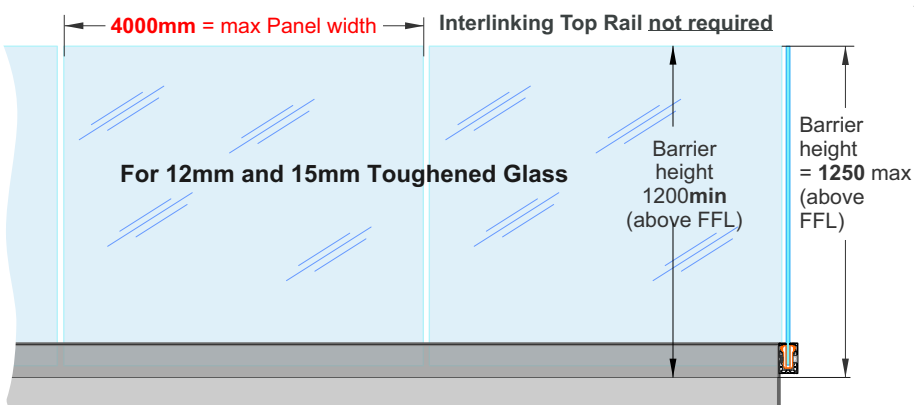 4000mm = max Panel width
Interlinking Top Rail not required
For 12mm and 15mm Toughened Glass
Barrier
height
1200min
(above FFL)
Barrier
height
= 1250 max
(above
FFL)